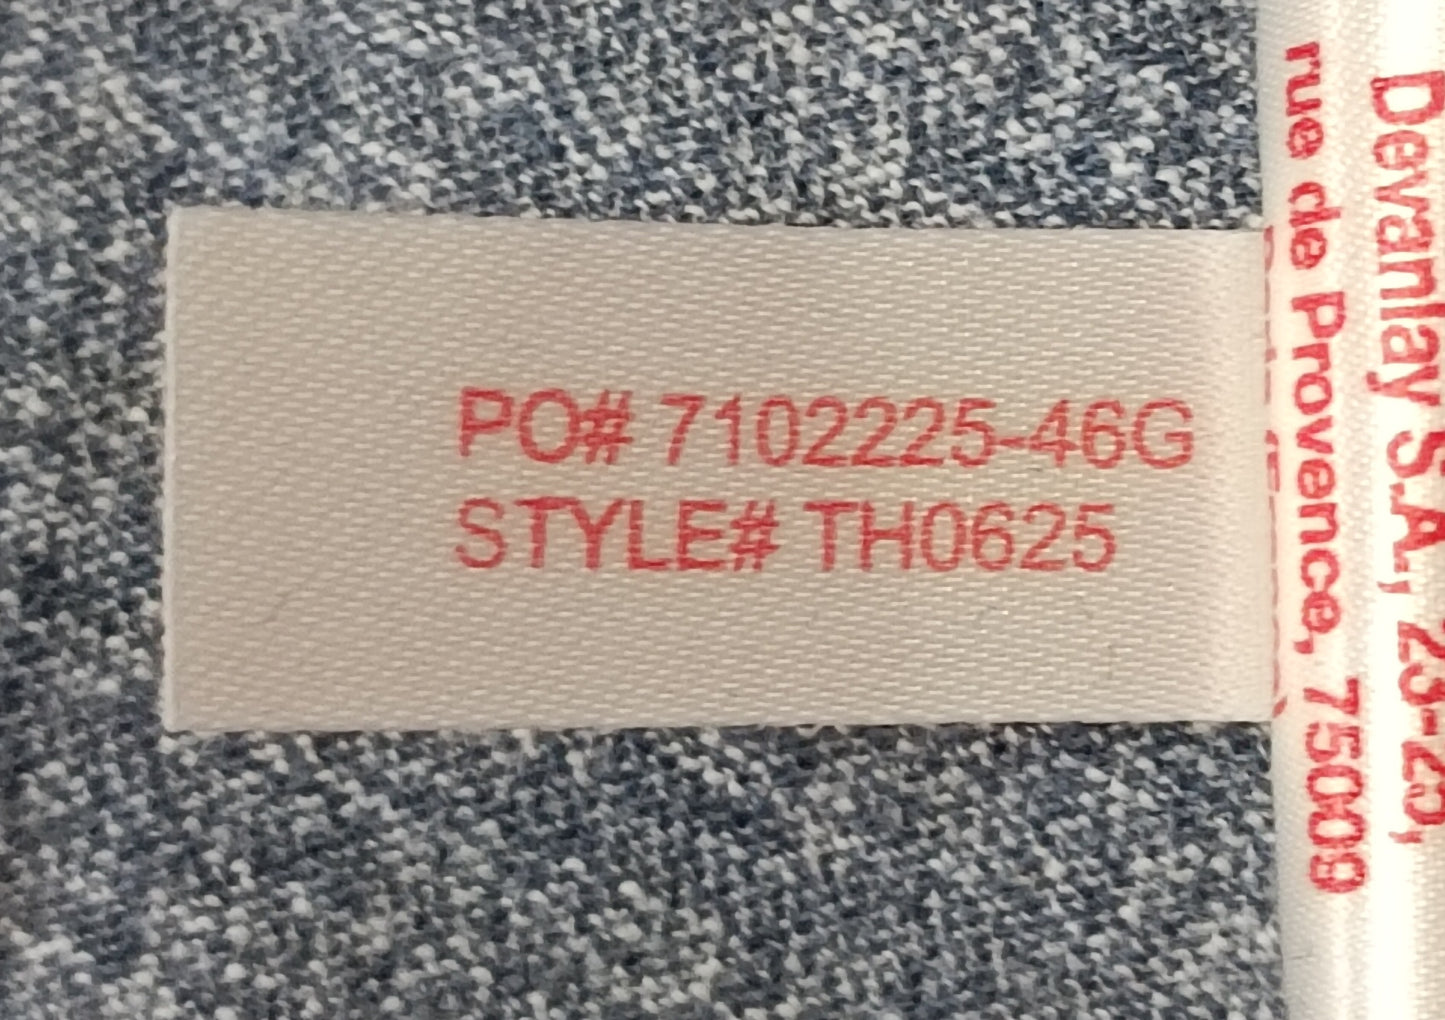 PO# 7102225-46G
STYLE# TH0625
Devanlay S.A., 23-25,
rue de Provence, 75009